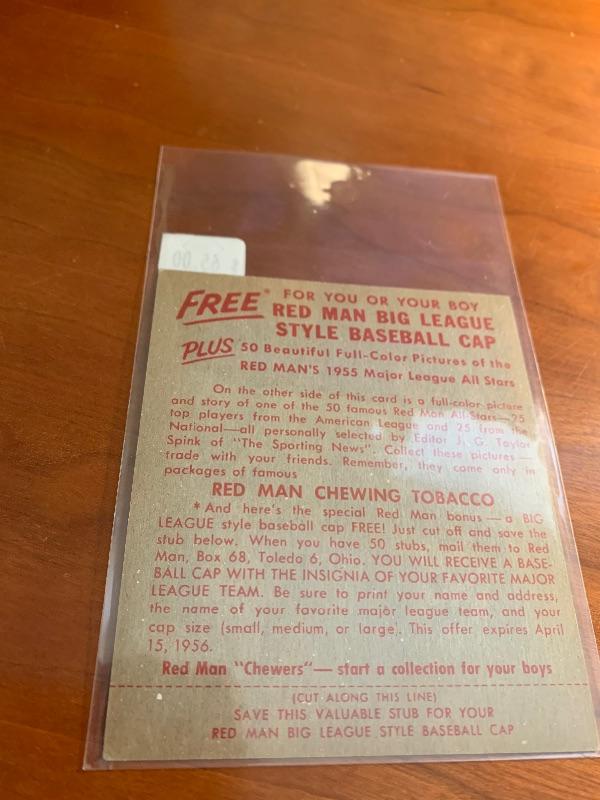 $ 65.00
FREE* FOR YOU OR YOUR BOY
RED MAN BIG LEAGUE
STYLE BASEBALL CAP
PLUS 50 Beautiful Full-Color Pictures of the
RED MAN'S 1955 Major League All Stars
On the other side of this card is a full-color picture
and story of one of the 50 famous Red Man All-Stars—25
top players from the American League and 25 from the
National—all personally selected by Editor J. G. Taylor
Spink of "The Sporting News". Collect these pictures—
trade with your friends. Remember, they come only in
packages of famous
RED MAN CHEWING TOBACCO
*And here's the special Red Man bonus—a BIG
LEAGUE style baseball cap FREE! Just cut off and save the
stub below. When you have 50 stubs, mail them to Red
Man, Box 68, Toledo 6, Ohio. YOU WILL RECEIVE A BASE-
BALL CAP WITH THE INSIGNIA OF YOUR FAVORITE MAJOR
LEAGUE TEAM. Be sure to print your name and address,
the name of your favorite major league team, and your
cap size (small, medium, or large). This offer expires April
15, 1956.
Red Man "Chewers"—start a collection for your boys
(CUT ALONG THIS LINE)
SAVE THIS VALUABLE STUB FOR YOUR
RED MAN BIG LEAGUE STYLE BASEBALL CAP